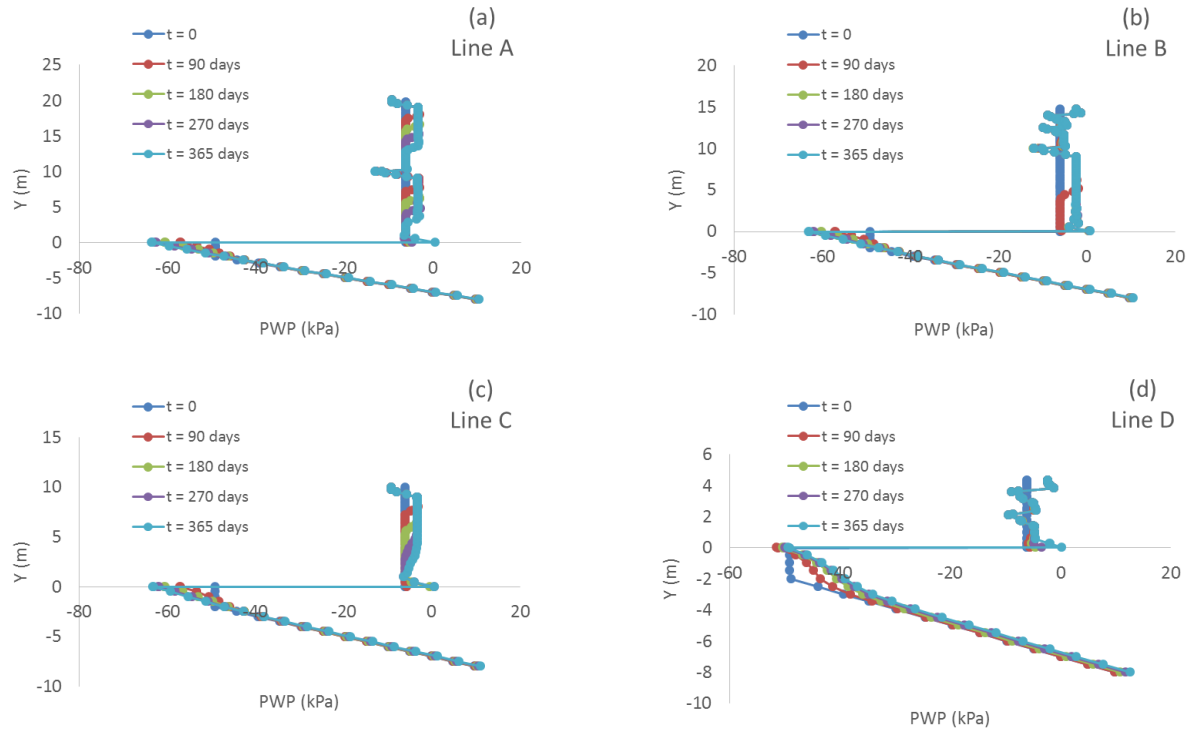 (a)
Line A
t = 0
t = 90 days
t = 180 days
t = 270 days
t = 365 days
25
20
15
10
5
0
-5
-10
-80
-60
-40
-20
0
20
Y (m)
PWP (kPa)
(b)
Line B
t = 0
t = 90 days
t = 180 days
t = 270 days
t = 365 days
20
15
10
5
0
-5
-10
-80
-60
-40
-20
0
20
Y (m)
PWP (kPa)
(c)
Line C
t = 0
t = 90 days
t = 180 days
t = 270 days
t = 365 days
15
10
5
0
-5
-10
-80
-60
-40
-20
0
20
Y (m)
PWP (kPa)
(d)
Line D
t = 0
t = 90 days
t = 180 days
t = 270 days
t = 365 days
6
4
2
0
-2
-4
-6
-8
-10
-60
-40
-20
0
20
Y (m)
PWP (kPa)